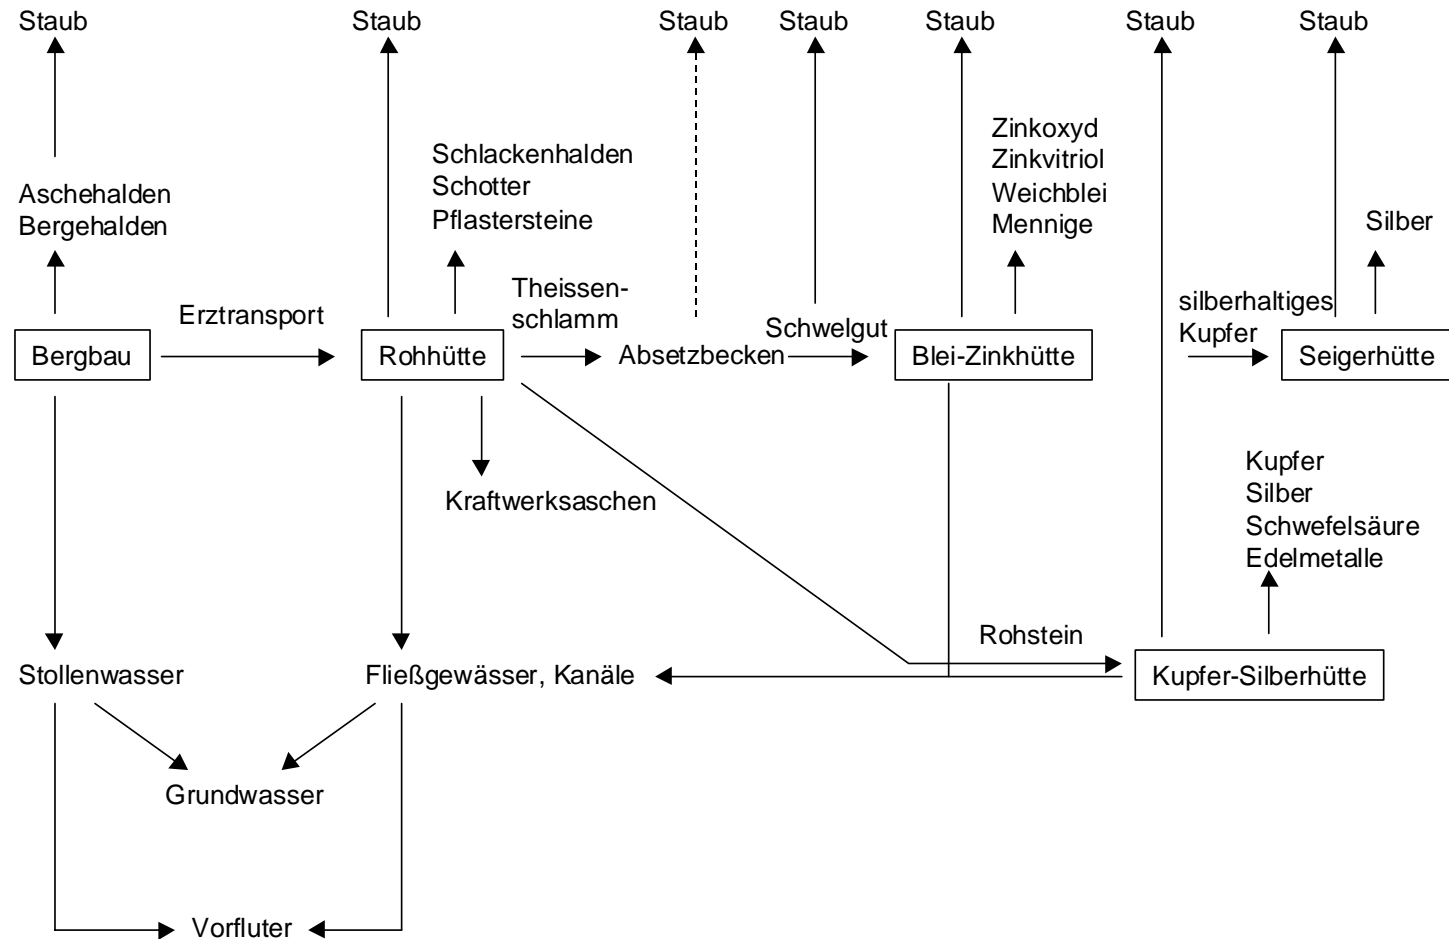 Staub
Staub
Staub
Staub
Staub
Staub
Staub
Zinkoxyd
Zinkvitriol
Weichblei
Mennige
Schlackenhalden
Schotter
Pflastersteine
Aschehalden
Bergehalden
Silber
Theissen-
schlamm
Erztransport
Schwelgut
silberhaltiges
Kupfer
Bergbau
Rohhütte
Absetzbecken
Blei-Zinkhütte
Seigerhütte
Kupfer
Silber
Schwefelsäure
Edelmetalle
Kraftwerksaschen
Rohstein
Stollenwasser
Fließgewässer, Kanäle
Kupfer-Silberhütte
Grundwasser
Vorfluter